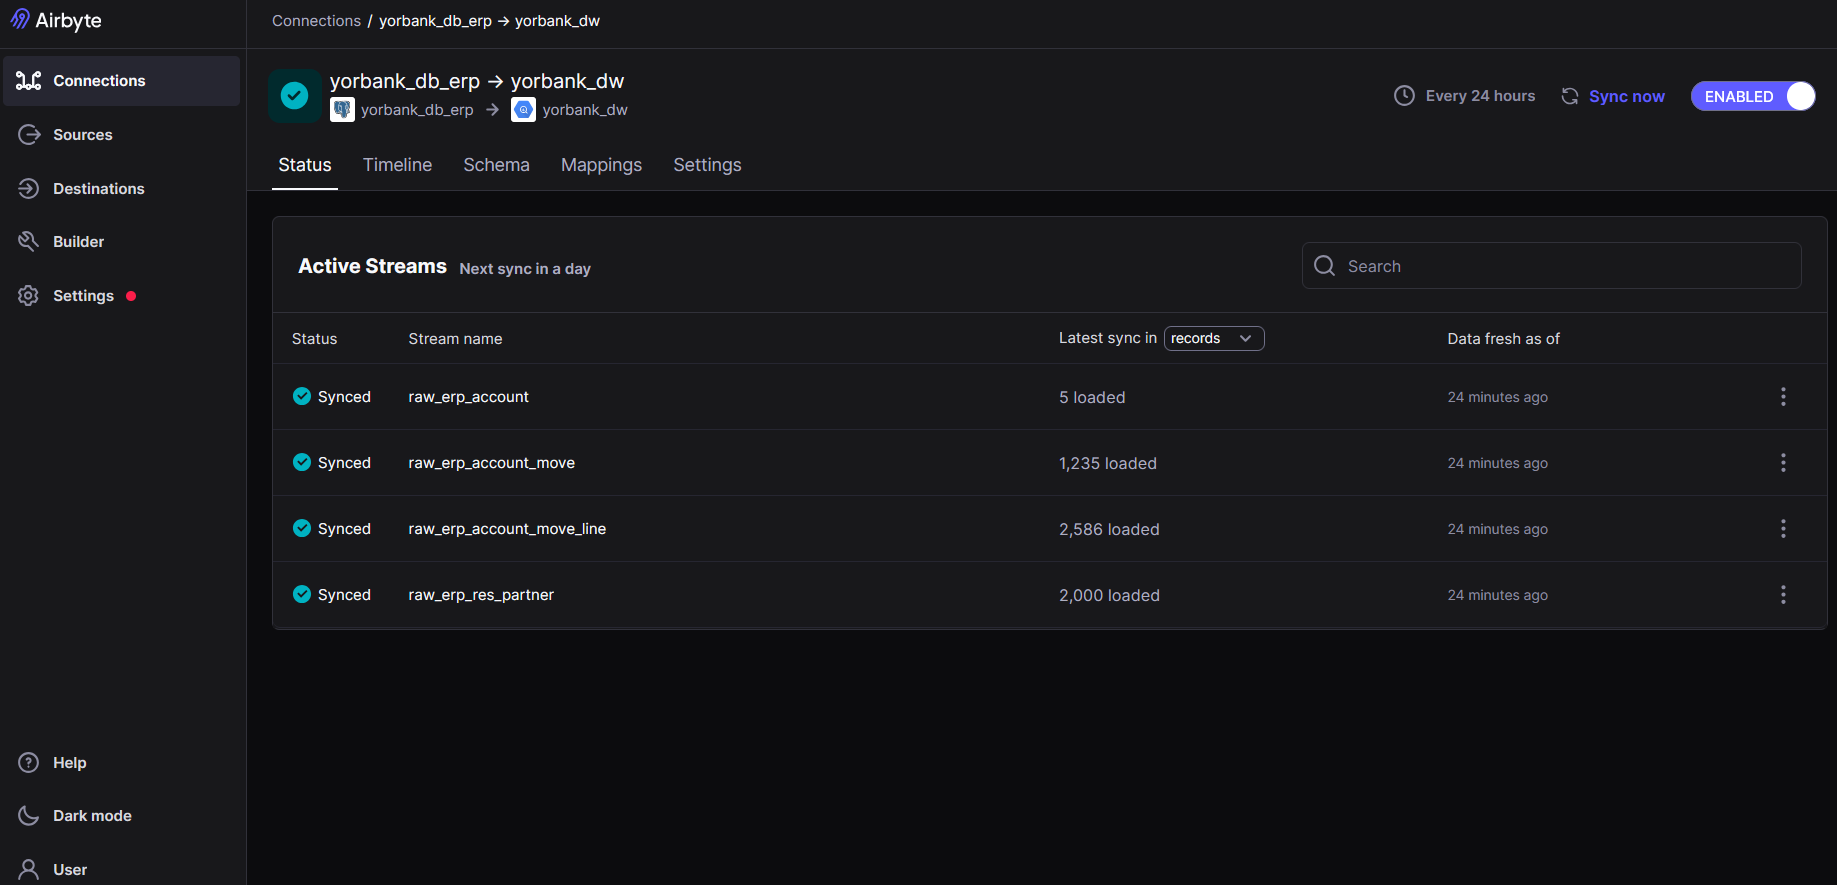 Airbyte
Connections
Sources
Destinations
Builder
Settings
Help
Dark mode
User
Connections / yorbank_db_erp → yorbank_dw
yorbank_db_erp → yorbank_dw
yorbank_db_erp → yorbank_dw
Every 24 hours Sync now ENABLED
Status Timeline Schema Mappings Settings
Active Streams Next sync in a day Search
Status Stream name Latest sync in records Data fresh as of
Synced raw_erp_account 5 loaded 24 minutes ago
Synced raw_erp_account_move 1,235 loaded 24 minutes ago
Synced raw_erp_account_move_line 2,586 loaded 24 minutes ago
Synced raw_erp_res_partner 2,000 loaded 24 minutes ago